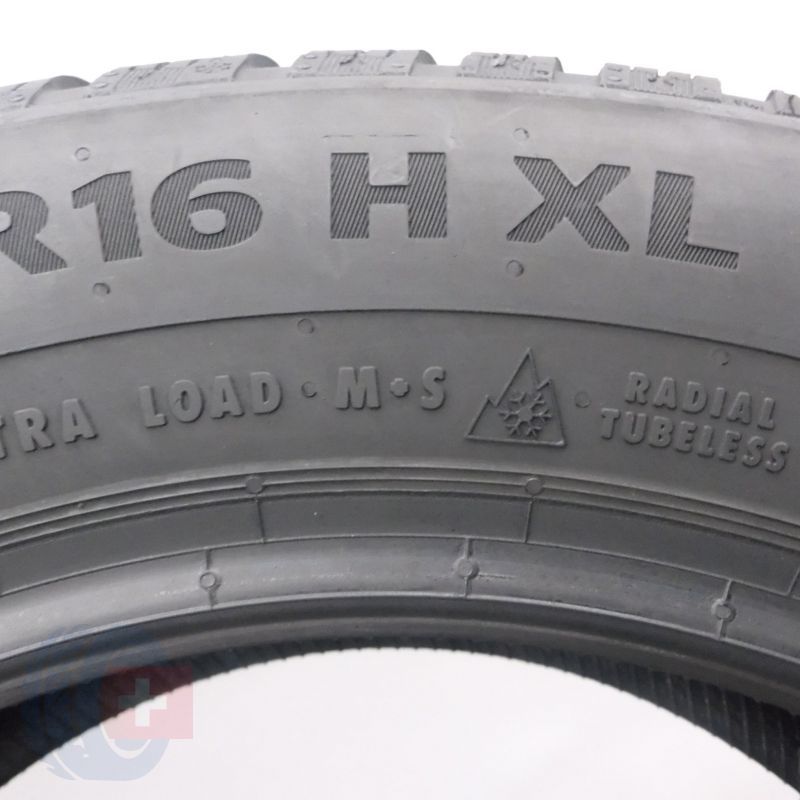 R16 H XL
TRA LOAD · M+S
RADIAL
TUBELESS